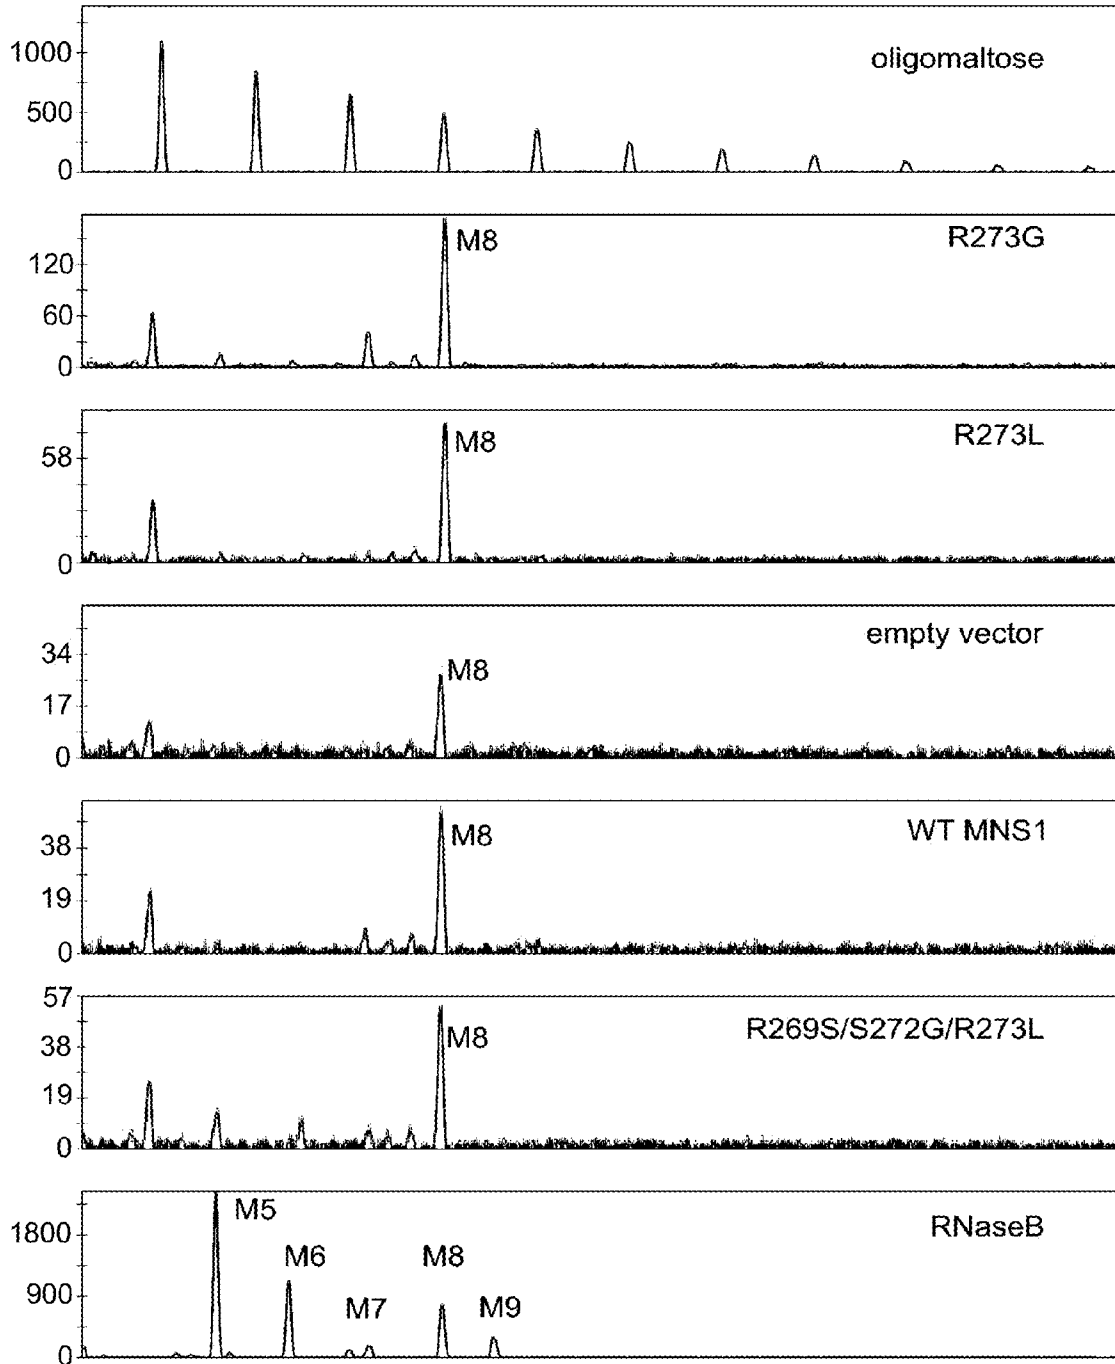 oligomaltose
1000
500
0
R273G
M8
120
60
0
R273L
M8
58
0
empty vector
M8
34
17
0
WT MNS1
M8
38
19
0
57
R269S/S272G/R273L
M8
38
19
0
RNaseB
M5
1800
M6
M8
900
M7
M9
0